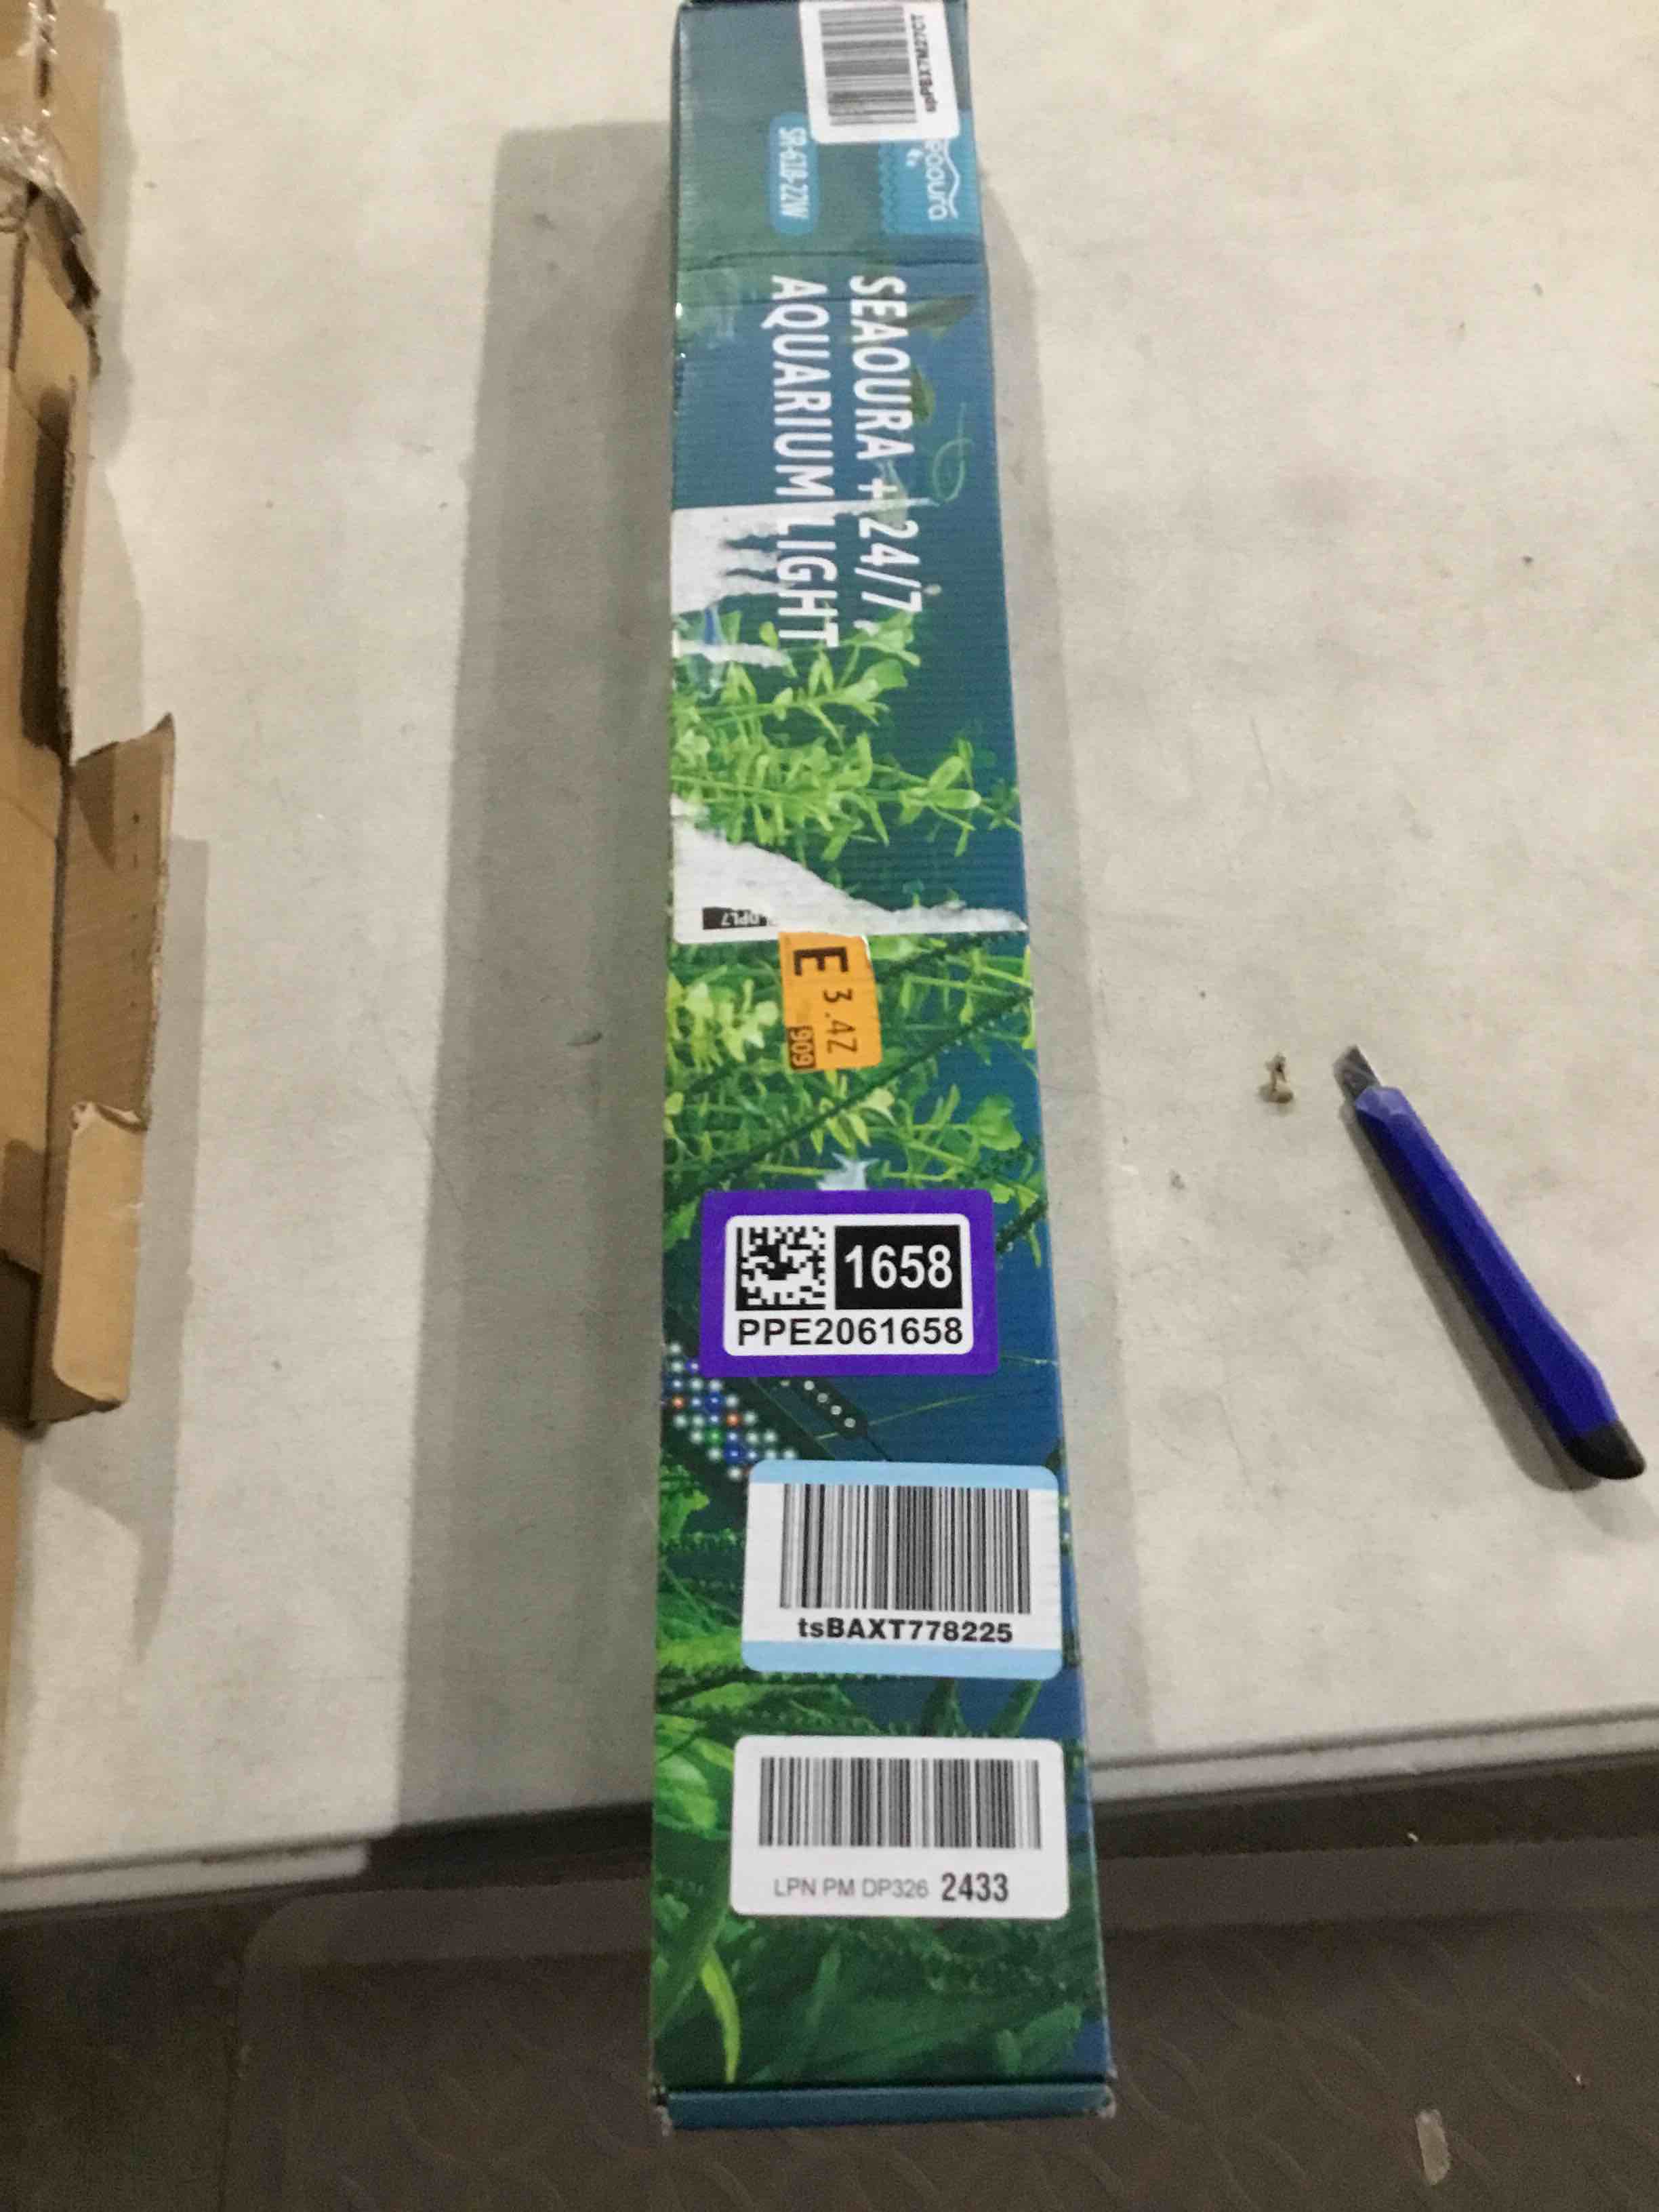 spPBX7M27CT
seaoura
SR-618-22W
SEAOURA + 24/7
AQUARIUM LIGHT
E 3.4Z
909
1658
PPE2061658
tsBAXT778225
LPN PM DP326 2433